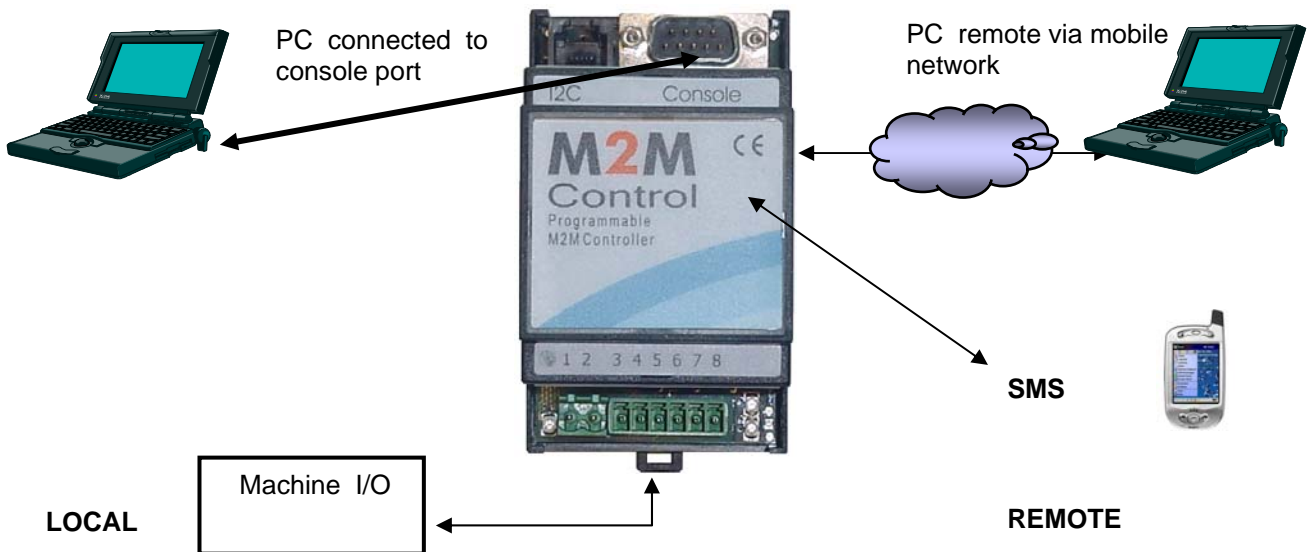 PC connected to
console port
PC remote via mobile
network
I2C Console
M2M CE
Control
Programmable
M2M Controller
1 2 3 4 5 6 7 8
SMS
Machine I/O
LOCAL
REMOTE